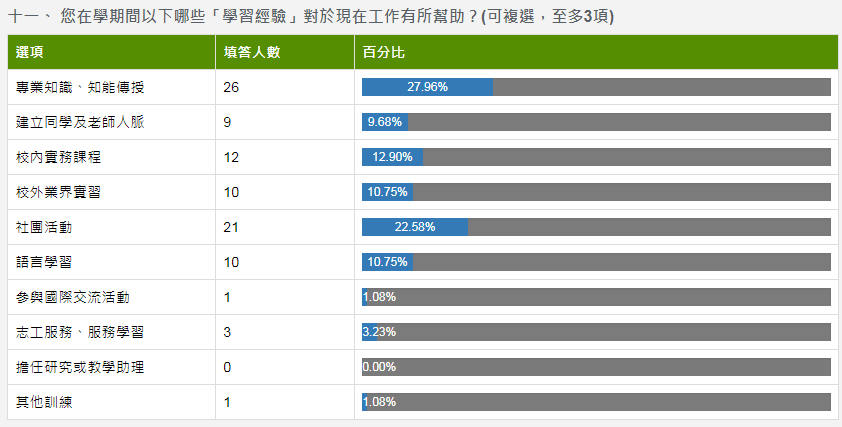 十一、 您在學期間以下哪些「學習經驗」對於現在工作有所幫助？(可複選，至多3項)
選項 填答人數 百分比
專業知識、知能傳授 26 27.96%
建立同學及老師人脈 9 9.68%
校內實務課程 12 12.90%
校外業界實習 10 10.75%
社團活動 21 22.58%
語言學習 10 10.75%
參與國際交流活動 1 1.08%
志工服務、服務學習 3 3.23%
擔任研究或教學助理 0 0.00%
其他訓練 1 1.08%